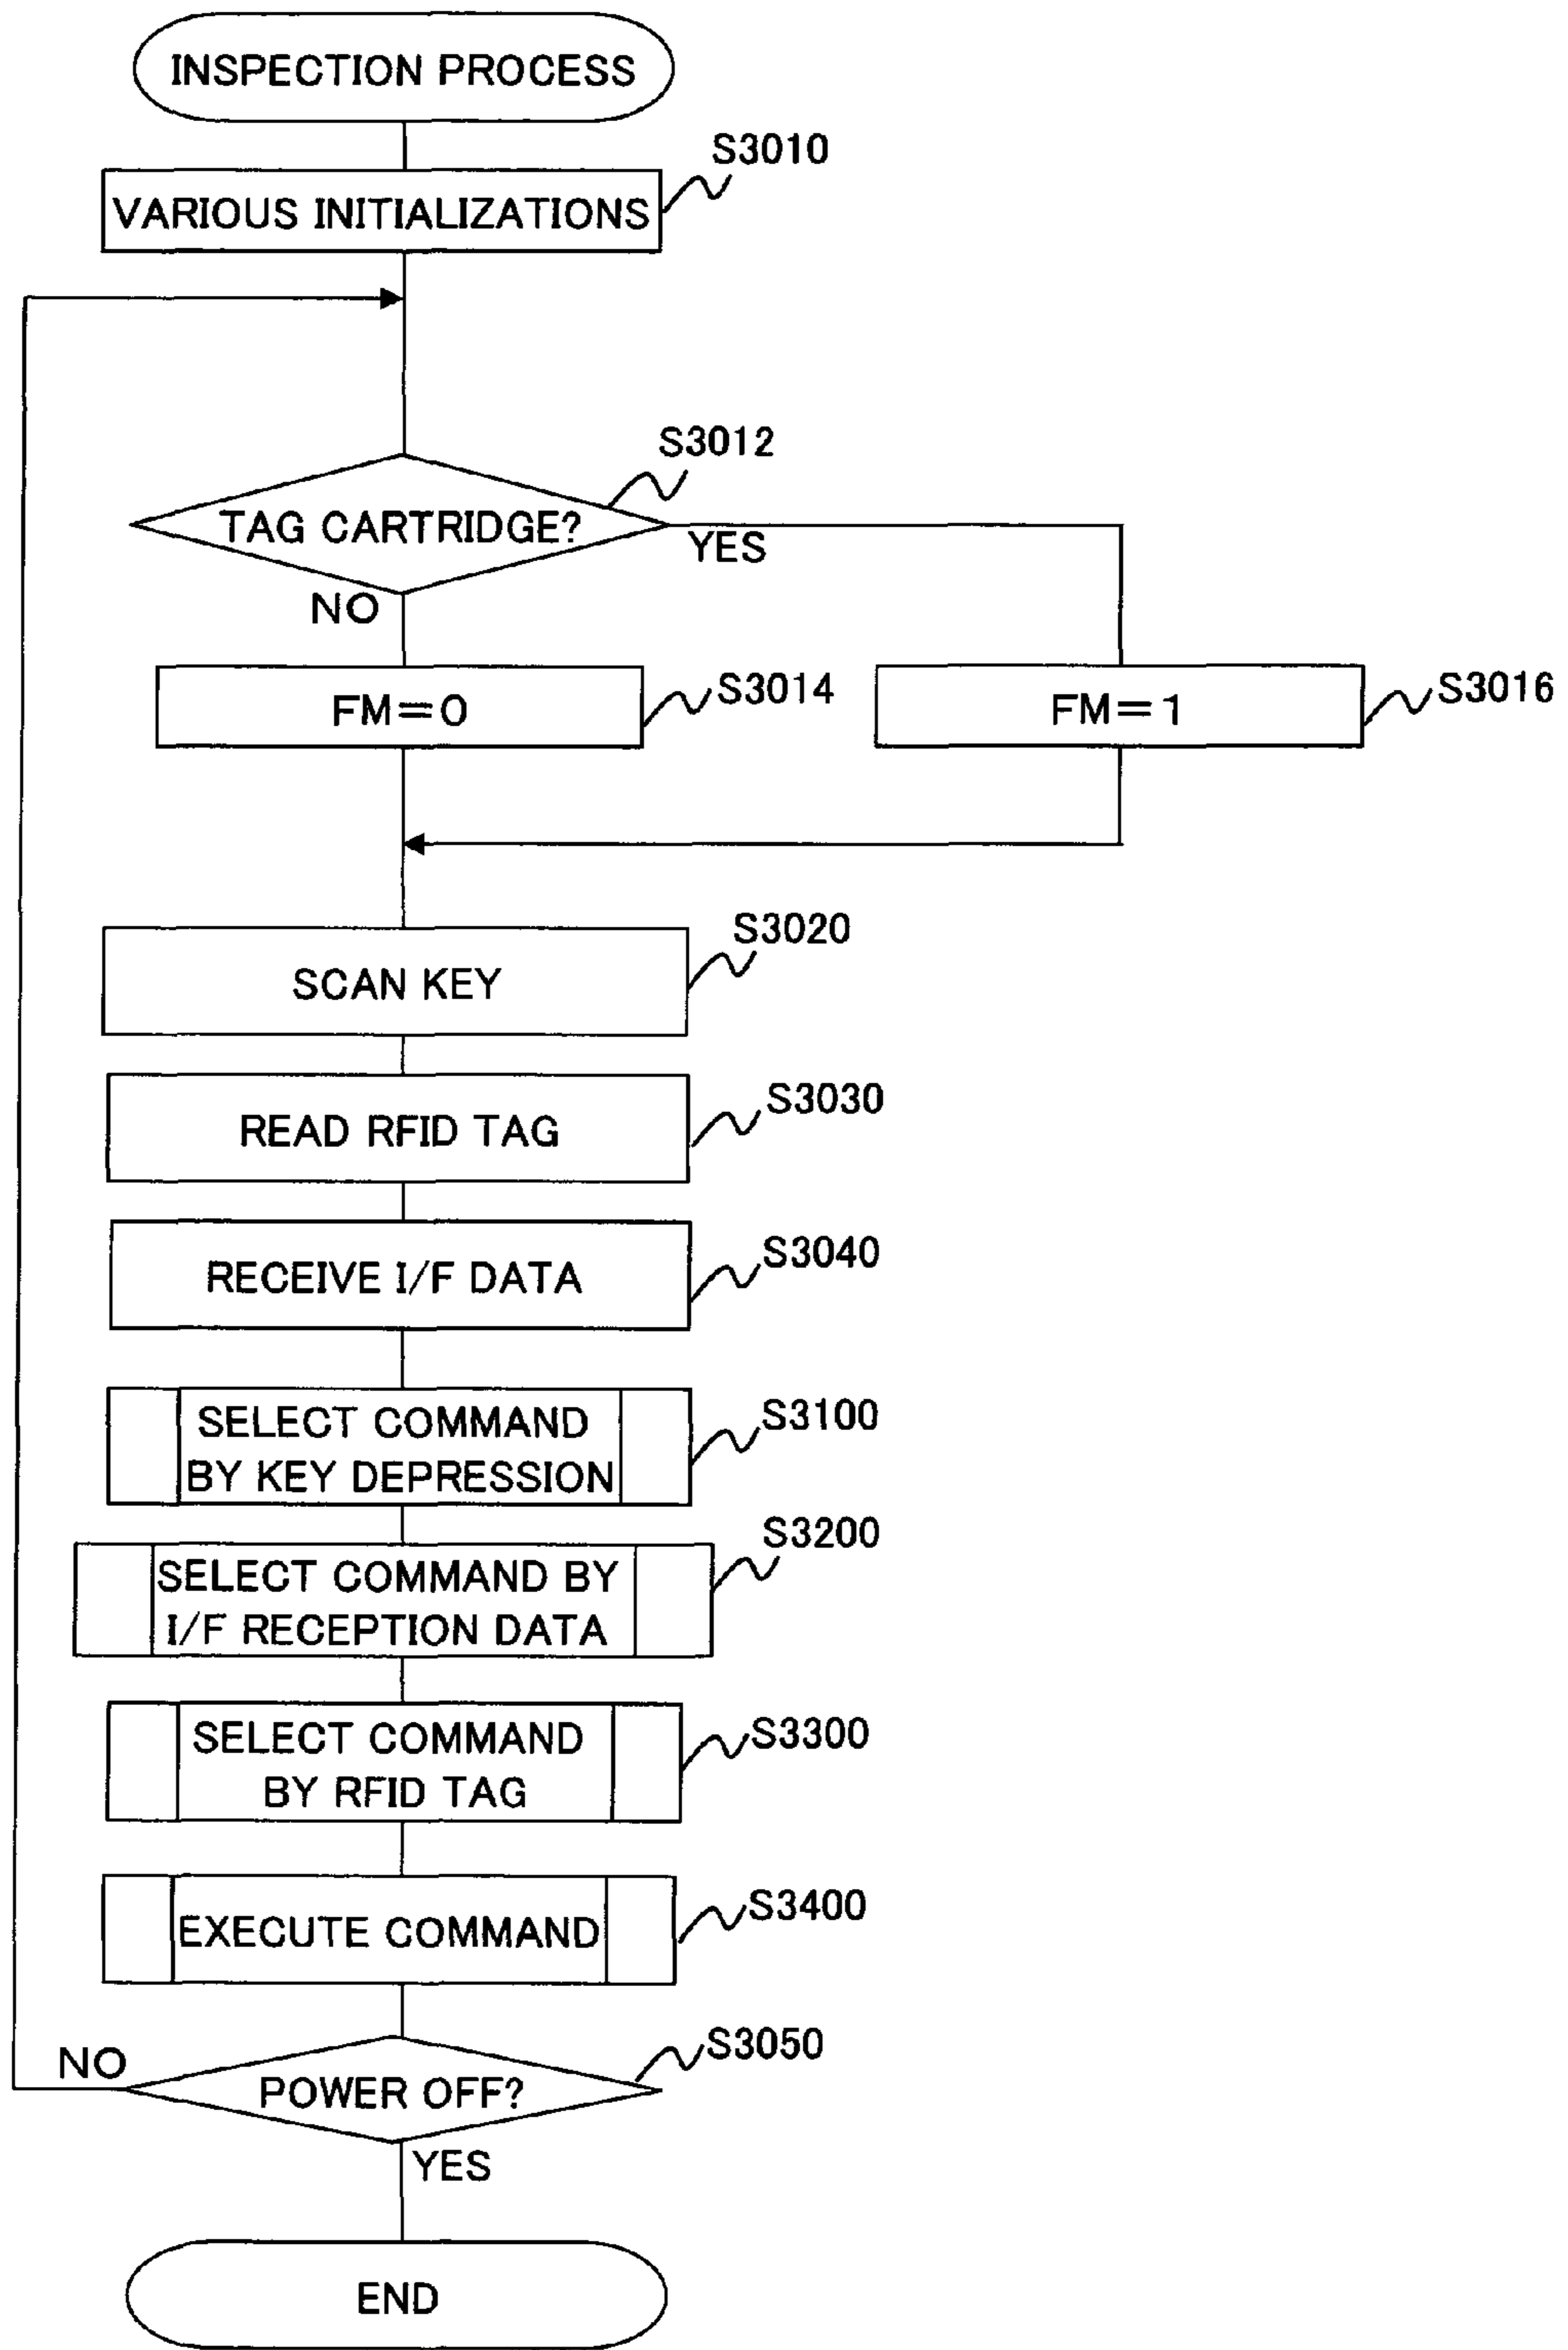 INSPECTION PROCESS
S3010
VARIOUS INITIALIZATIONS
S3012
TAG CARTRIDGE?
YES
NO
FM=0
S3014
FM=1
S3016
S3020
SCAN KEY
S3030
READ RFID TAG
S3040
RECEIVE I/F DATA
S3100
SELECT COMMAND
BY KEY DEPRESSION
S3200
SELECT COMMAND BY
I/F RECEPTION DATA
S3300
SELECT COMMAND
BY RFID TAG
S3400
EXECUTE COMMAND
S3050
NO
POWER OFF?
YES
END